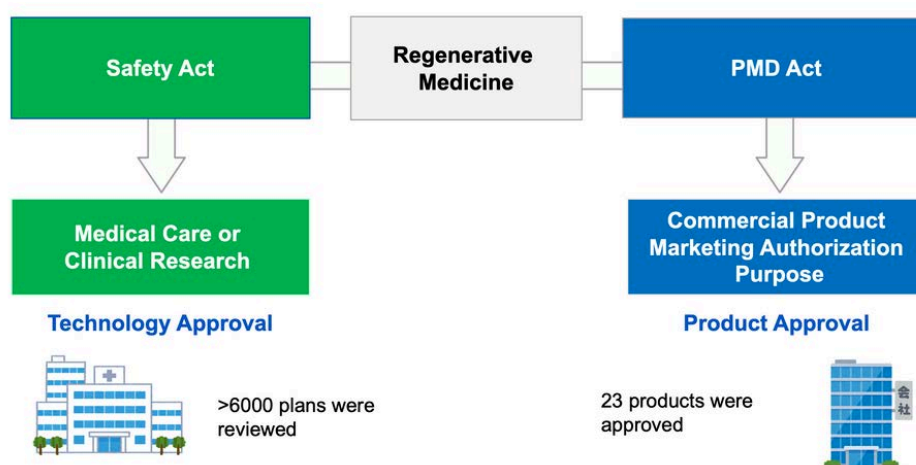 Safety Act
Regenerative
Medicine
PMD Act
Medical Care or
Clinical Research
Commercial Product
Marketing Authorization
Purpose
Technology Approval
Product Approval
>6000 plans were
reviewed
23 products were
approved
会
社